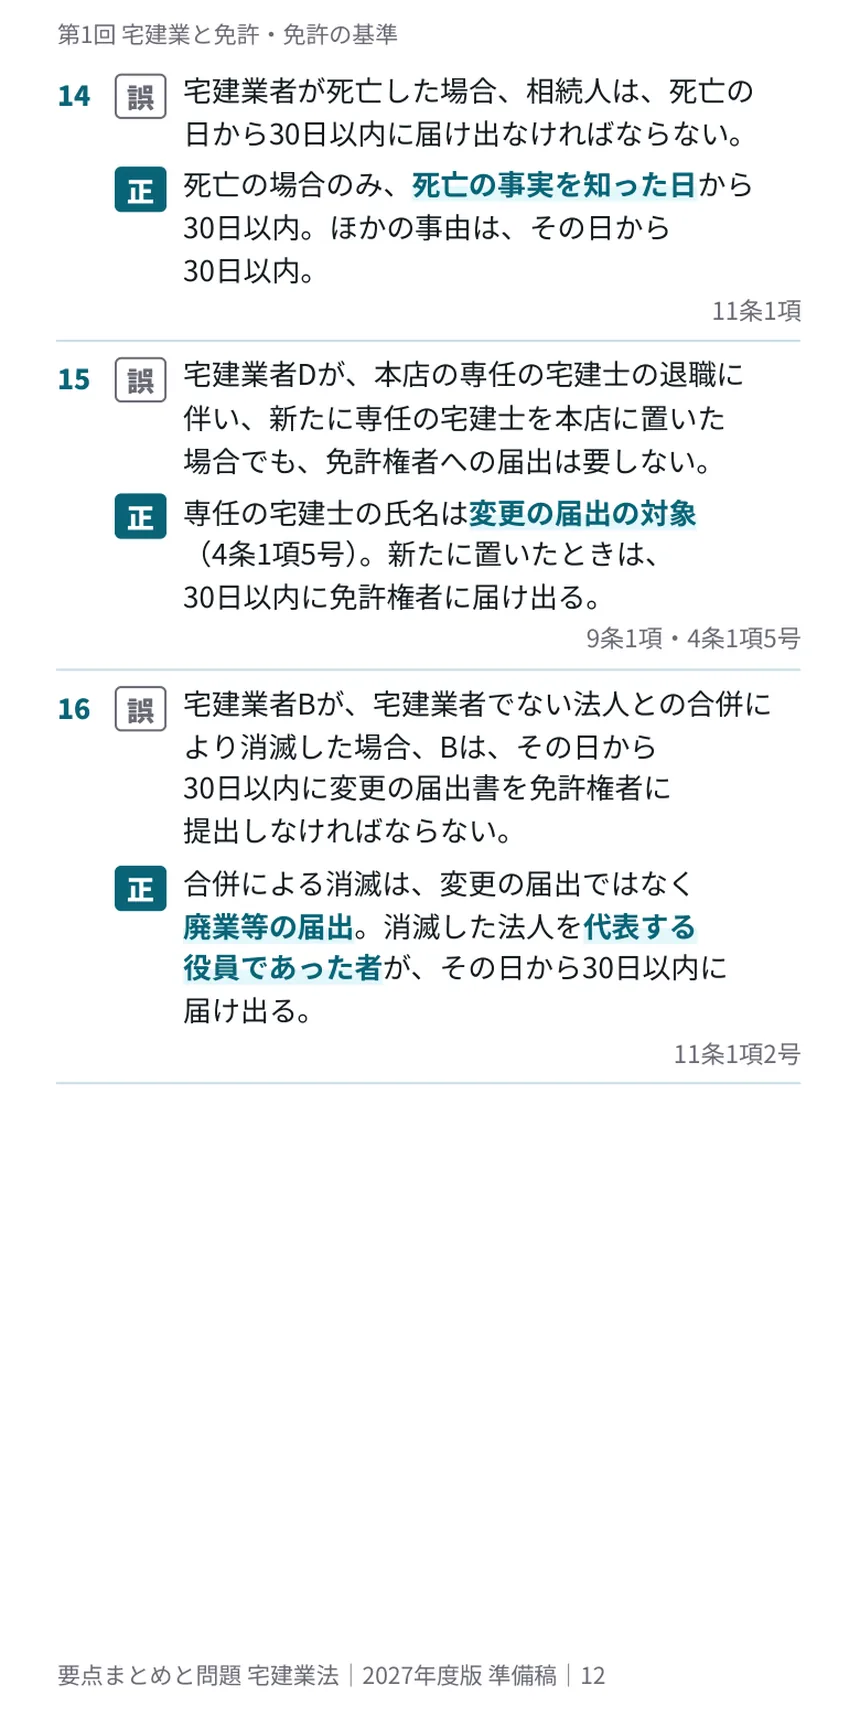 第1回 宅建業と免許・免許の基準
14 誤 宅建業者が死亡した場合、相続人は、死亡の
日から30日以内に届け出なければならない。
正 死亡の場合のみ、死亡の事実を知った日から
30日以内。ほかの事由は、その日から
30日以内。
11条1項
15 誤 宅建業者Dが、本店の専任の宅建士の退職に
伴い、新たに専任の宅建士を本店に置いた
場合でも、免許権者への届出は要しない。
正 専任の宅建士の氏名は変更の届出の対象
（4条1項5号）。新たに置いたときは、
30日以内に免許権者に届け出る。
9条1項・4条1項5号
16 誤 宅建業者Bが、宅建業者でない法人との合併に
より消滅した場合、Bは、その日から
30日以内に変更の届出書を免許権者に
提出しなければならない。
正 合併による消滅は、変更の届出ではなく
廃業等の届出。消滅した法人を代表する
役員であった者が、その日から30日以内に
届け出る。
11条1項2号
要点まとめと問題 宅建業法｜2027年度版 準備稿｜12